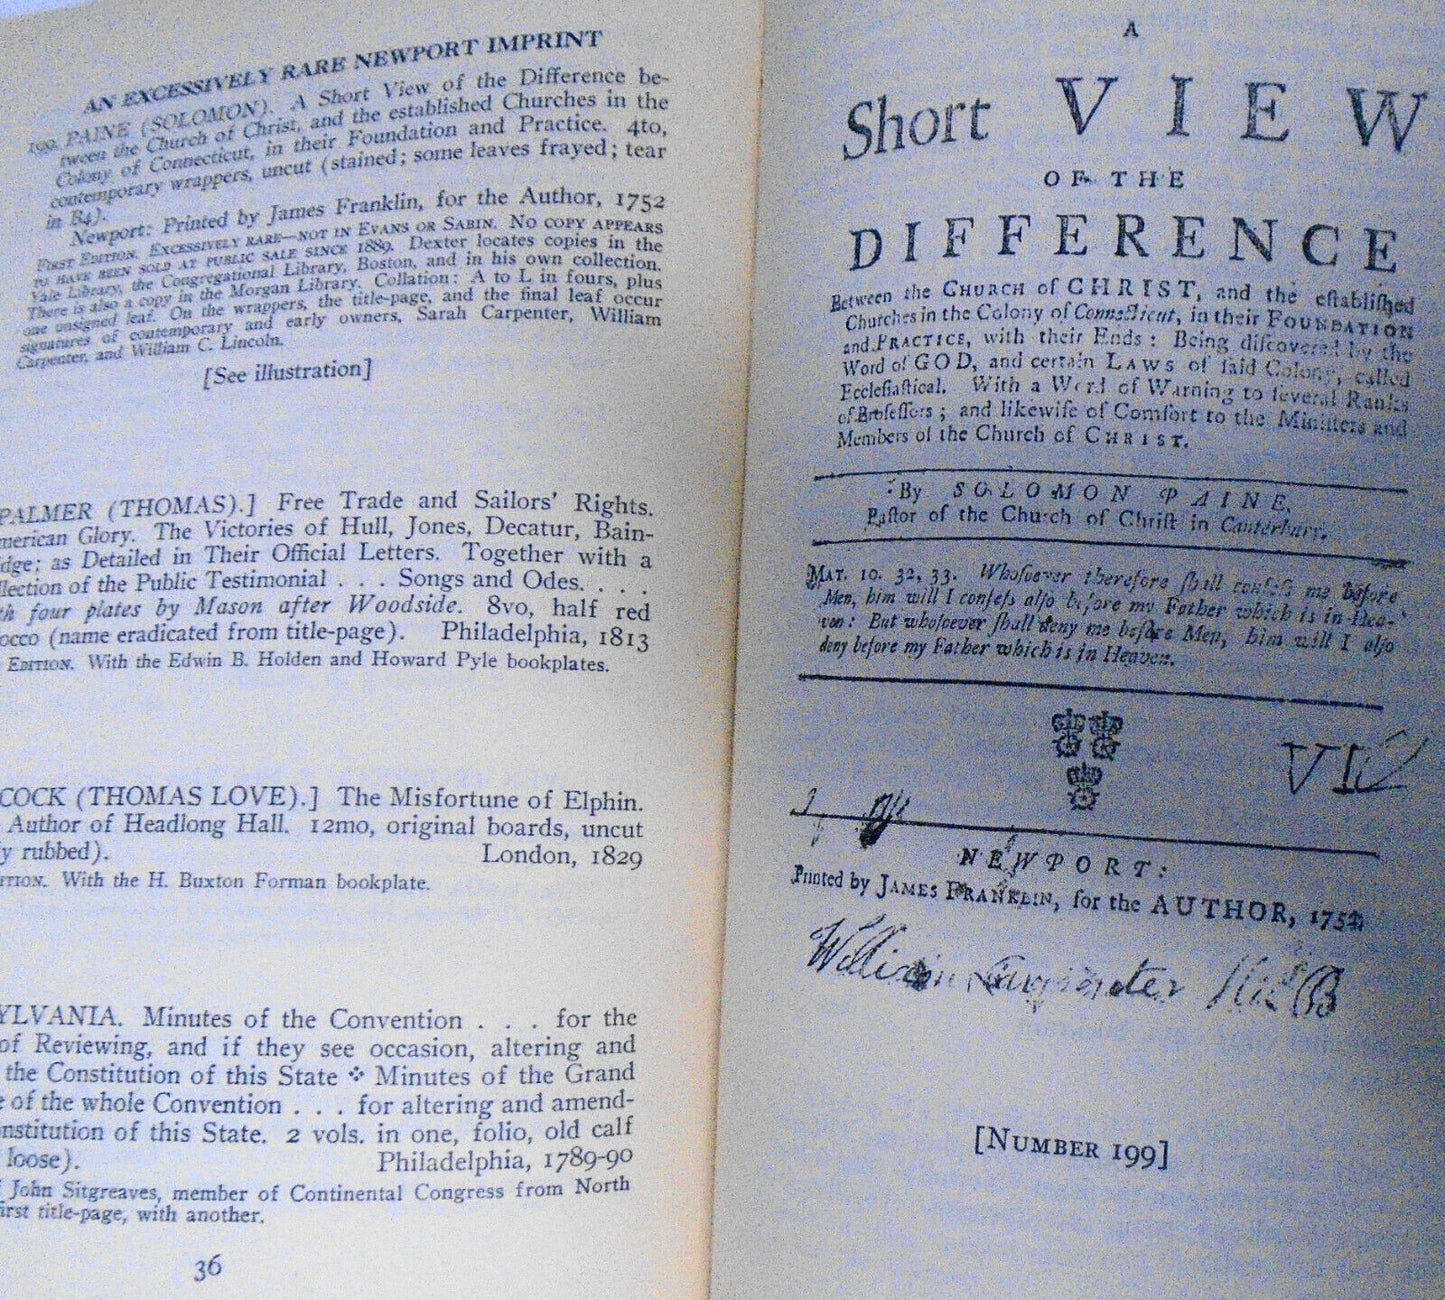 AN EXCESSIVELY RARE NEWPORT IMPRINT
199. PAINE (SOLOMON). A Short View of the Difference be-
tween the Church of Christ, and the established Churches in the
Colony of Connecticut, in their Foundation and Practice. 4to,
contemporary wrappers, uncut (stained; some leaves frayed; tear
in B4).
Newport: Printed by James Franklin, for the Author, 1752
FIRST EDITION. EXCESSIVELY RARE—NOT IN EVANS OR SABIN. NO COPY APPEARS
TO HAVE BEEN SOLD AT PUBLIC SALE SINCE 1889. Dexter locates copies in the
Yale Library, the Congregational Library, Boston, and in his own collection.
There is also a copy in the Morgan Library. Collation: A to L in fours, plus
one unsigned leaf. On the wrappers, the title-page, and the final leaf occur
signatures of contemporary and early owners, Sarah Carpenter, William
Carpenter, and William C. Lincoln.
[See illustration]
PALMER (THOMAS).] Free Trade and Sailors' Rights.
merican Glory. The Victories of Hull, Jones, Decatur, Bain-
idge; as Detailed in Their Official Letters. Together with a
llection of the Public Testimonial . . . Songs and Odes. . . .
th four plates by Mason after Woodside. 8vo, half red
occo (name eradicated from title-page). Philadelphia, 1813
EDITION. With the Edwin B. Holden and Howard Pyle bookplates.
COCK (THOMAS LOVE).] The Misfortune of Elphin.
Author of Headlong Hall. 12mo, original boards, uncut
y rubbed). London, 1829
ITION. With the H. Buxton Forman bookplate.
YLVANIA. Minutes of the Convention . . . for the
of Reviewing, and if they see occasion, altering and
the Constitution of this State ❖ Minutes of the Grand
e of the whole Convention . . . for altering and amend-
nstitution of this State. 2 vols. in one, folio, old calf
loose). Philadelphia, 1789-90
f John Sitgreaves, member of Continental Congress from North
first title-page, with another.
36
A
Short VIEW
OF THE
DIFFERENCE
Between the CHURCH of CHRIST, and the eſtabliſhed
Churches in the Colony of Connecticut, in their FOUNDATION
and PRACTICE, with their Ends: Being diſcovered by the
Word of GOD, and certain LAWS of ſaid Colony, called
Eccleſiaſtical. With a Word of Warning to ſeveral Ranks
of Profeſſors; and likewiſe of Comfort to the Miniſters and
Members of the Church of CHRIST.
By SOLOMON PAINE,
Paſtor of the Church of Chriſt in Canterbury.
MAT. 10. 32, 33. Whoſoever therefore ſhall confeſs me before
Men, him will I confeſs alſo before my Father which is in Hea-
ven: But whoſoever ſhall deny me before Men, him will I alſo
deny before my Father which is in Heaven.
NEWPORT:
Printed by JAMES FRANKLIN, for the AUTHOR, 1752
William Carpenter
[NUMBER 199]